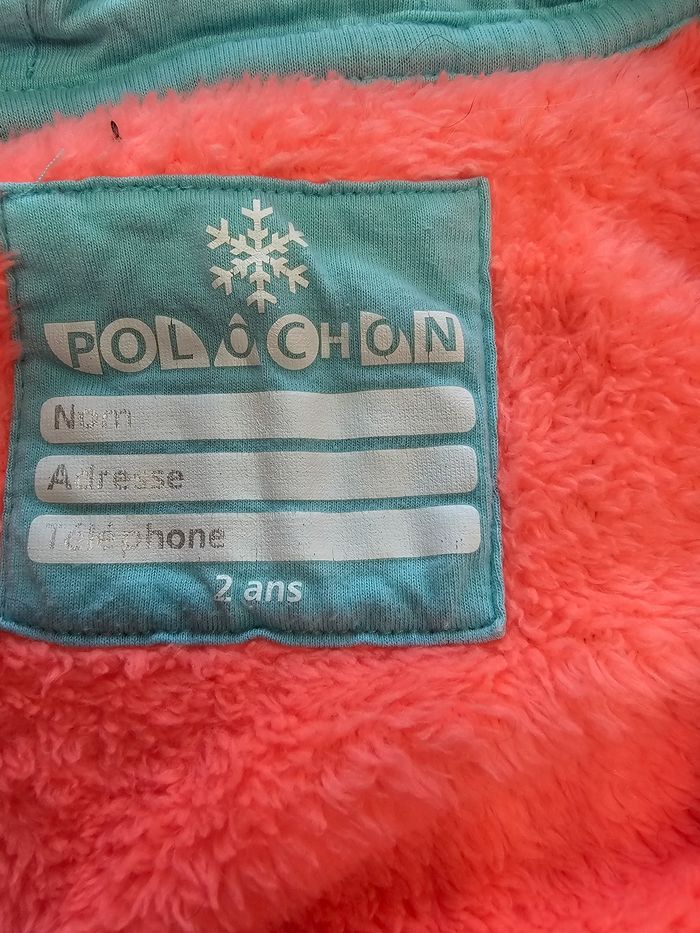 POLÔCHON
Nom
Adresse
Téléphone
2 ans